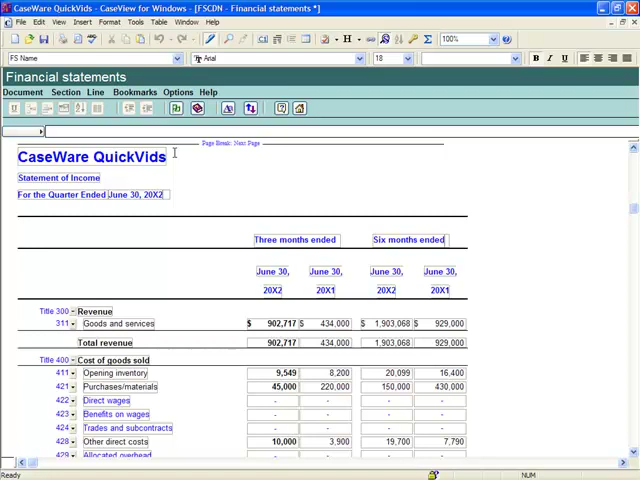 CaseWare QuickVids - CaseView for Windows - [FSCDN - Financial statements *]
File Edit View Insert Format Tools Table Window Help
100%
FS Name Arial 18 B I U
Financial statements
Document Section Line Bookmarks Options Help
Page Break: Next Page
CaseWare QuickVids
Statement of Income
For the Quarter Ended June 30, 20X2
Three months ended Six months ended
June 30, June 30, June 30, June 30,
20X2 20X1 20X2 20X1
Title 300 Revenue
311 Goods and services $ 902,717 $ 434,000 $ 1,903,068 $ 929,000
Total revenue 902,717 434,000 1,903,068 929,000
Title 400 Cost of goods sold
411 Opening inventory 9,549 8,200 20,099 16,400
421 Purchases/materials 45,000 220,000 150,000 430,000
422 Direct wages - - - -
423 Benefits on wages - - - -
424 Trades and subcontracts - - - -
428 Other direct costs 10,000 3,900 19,700 7,790
429 Allocated overhead
Ready NUM